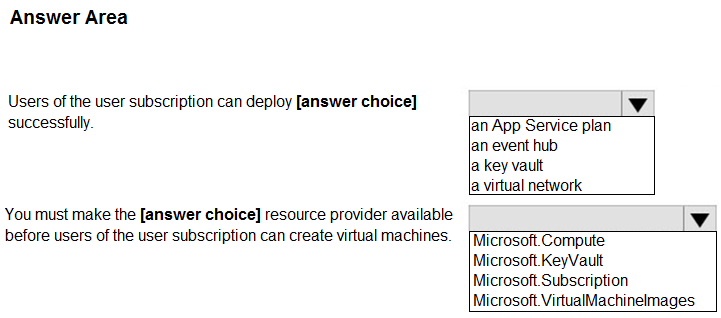 Answer Area
Users of the user subscription can deploy [answer choice]
successfully.
an App Service plan
an event hub
a key vault
a virtual network
You must make the [answer choice] resource provider available
before users of the user subscription can create virtual machines.
Microsoft.Compute
Microsoft.KeyVault
Microsoft.Subscription
Microsoft.VirtualMachineImages